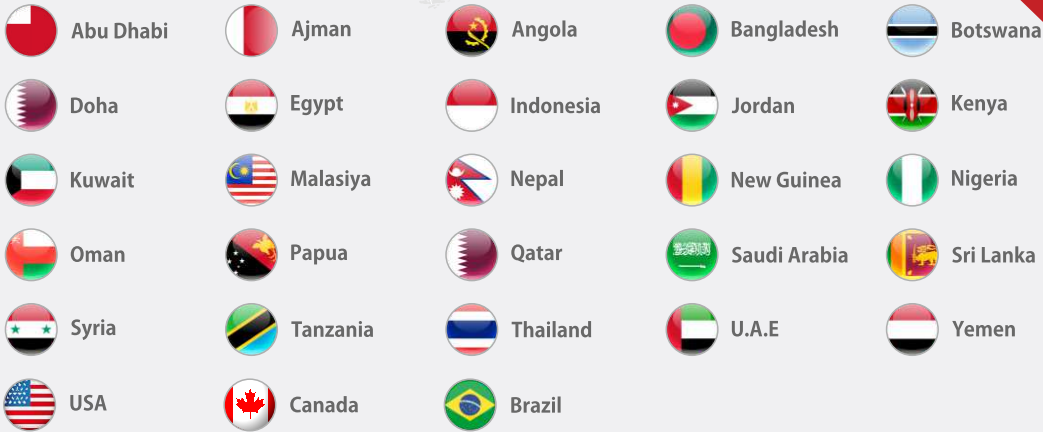 Abu Dhabi
Ajman
Angola
Bangladesh
Botswana
Doha
Egypt
Indonesia
Jordan
Kenya
Kuwait
Malasiya
Nepal
New Guinea
Nigeria
Oman
Papua
Qatar
Saudi Arabia
Sri Lanka
Syria
Tanzania
Thailand
U.A.E
Yemen
USA
Canada
Brazil